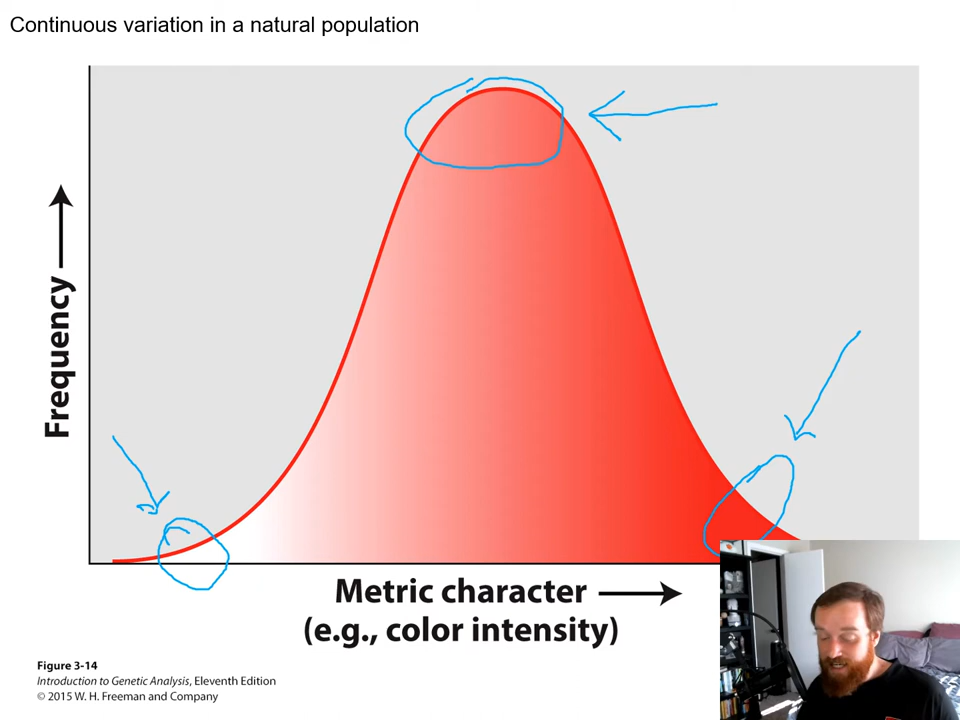 Continuous variation in a natural population
Frequency
Metric character
(e.g., color intensity)
Figure 3-14
Introduction to Genetic Analysis, Eleventh Edition
© 2015 W. H. Freeman and Company